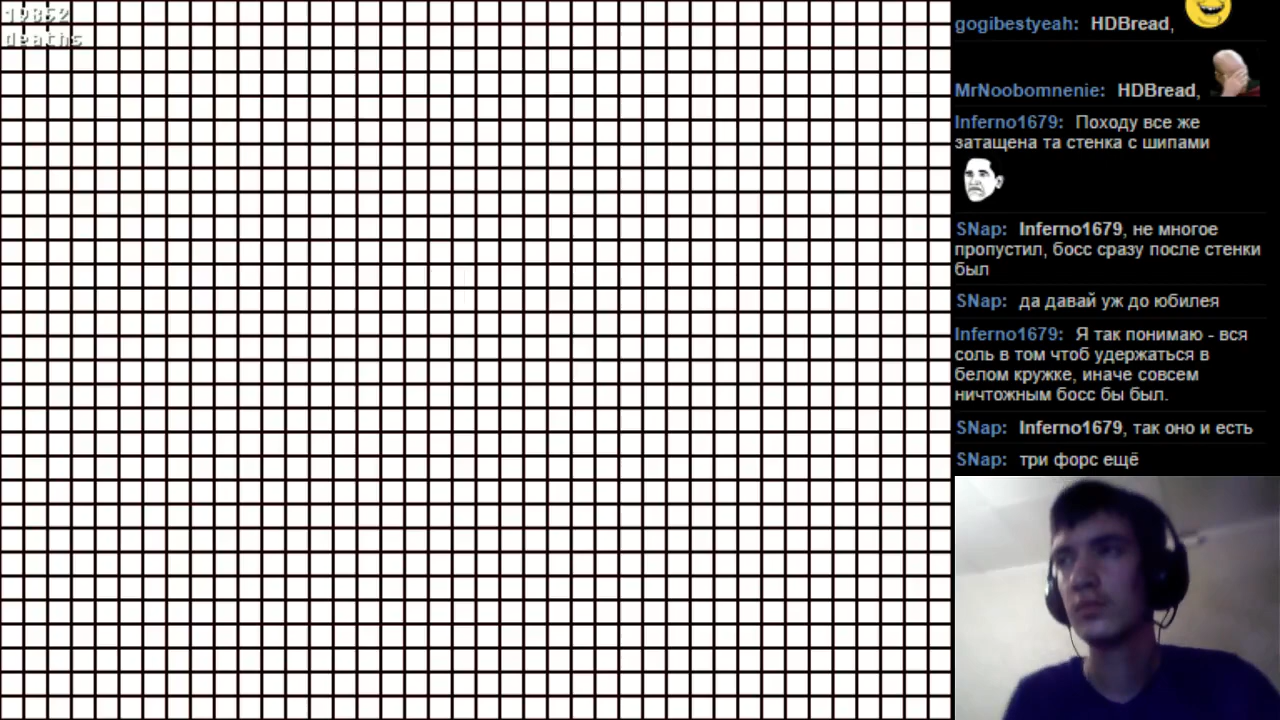 19852
deaths
gogibestyeah: HDBread,
MrNoobomnenie: HDBread,
Inferno1679: Походу все же
затащена та стенка с шипами
SNap: Inferno1679, не многое
пропустил, босс сразу после стенки
был
SNap: да давай уж до юбилея
Inferno1679: Я так понимаю - вся
соль в том чтоб удержаться в
белом кружке, иначе совсем
ничтожным босс бы был.
SNap: Inferno1679, так оно и есть
SNap: три форс ещё